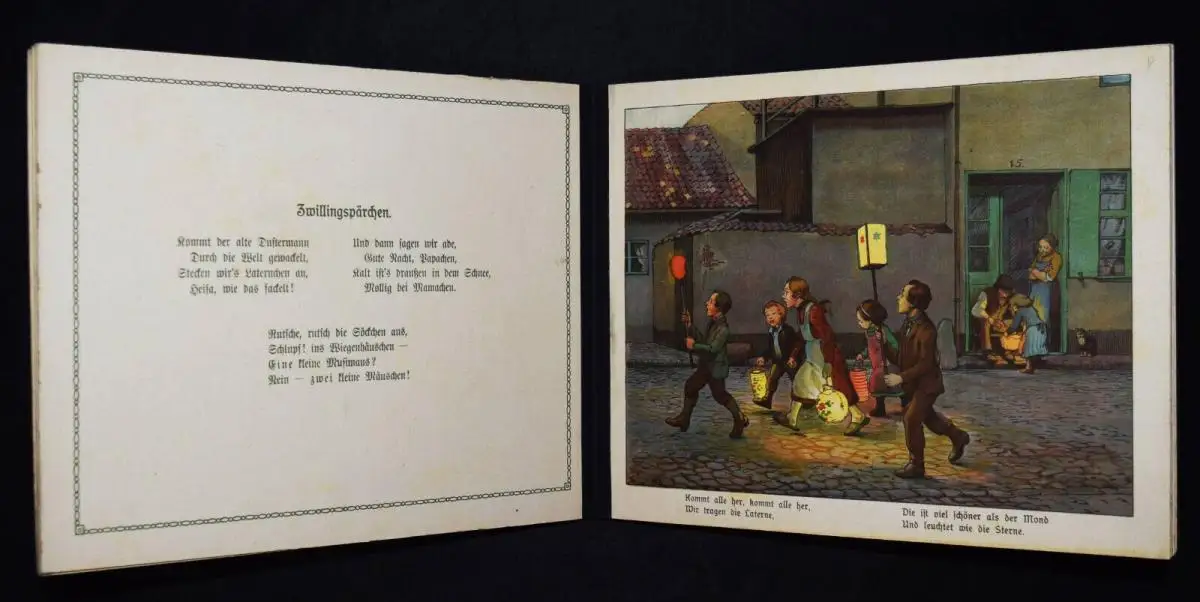 Zwillingspärchen.
Kommt der alte Dustermann
Durch die Welt gewackelt,
Stecken wir's Laternchen an,
Heisa, wie das fackelt!
Und dann sagen wir ade,
Gute Nacht, Papachen,
Kalt ist's draußen in dem Schnee,
Mollig bei Mamachen.
Rutsche, rutsch die Söckchen aus,
Schlupf! ins Wiegenhäuschen —
Eine kleine Musimaus?
Nein — zwei kleine Mäuschen!
15.
Kommt alle her, kommt alle her,
Wir tragen die Laterne,
Die ist viel schöner als der Mond
Und leuchtet wie die Sterne.